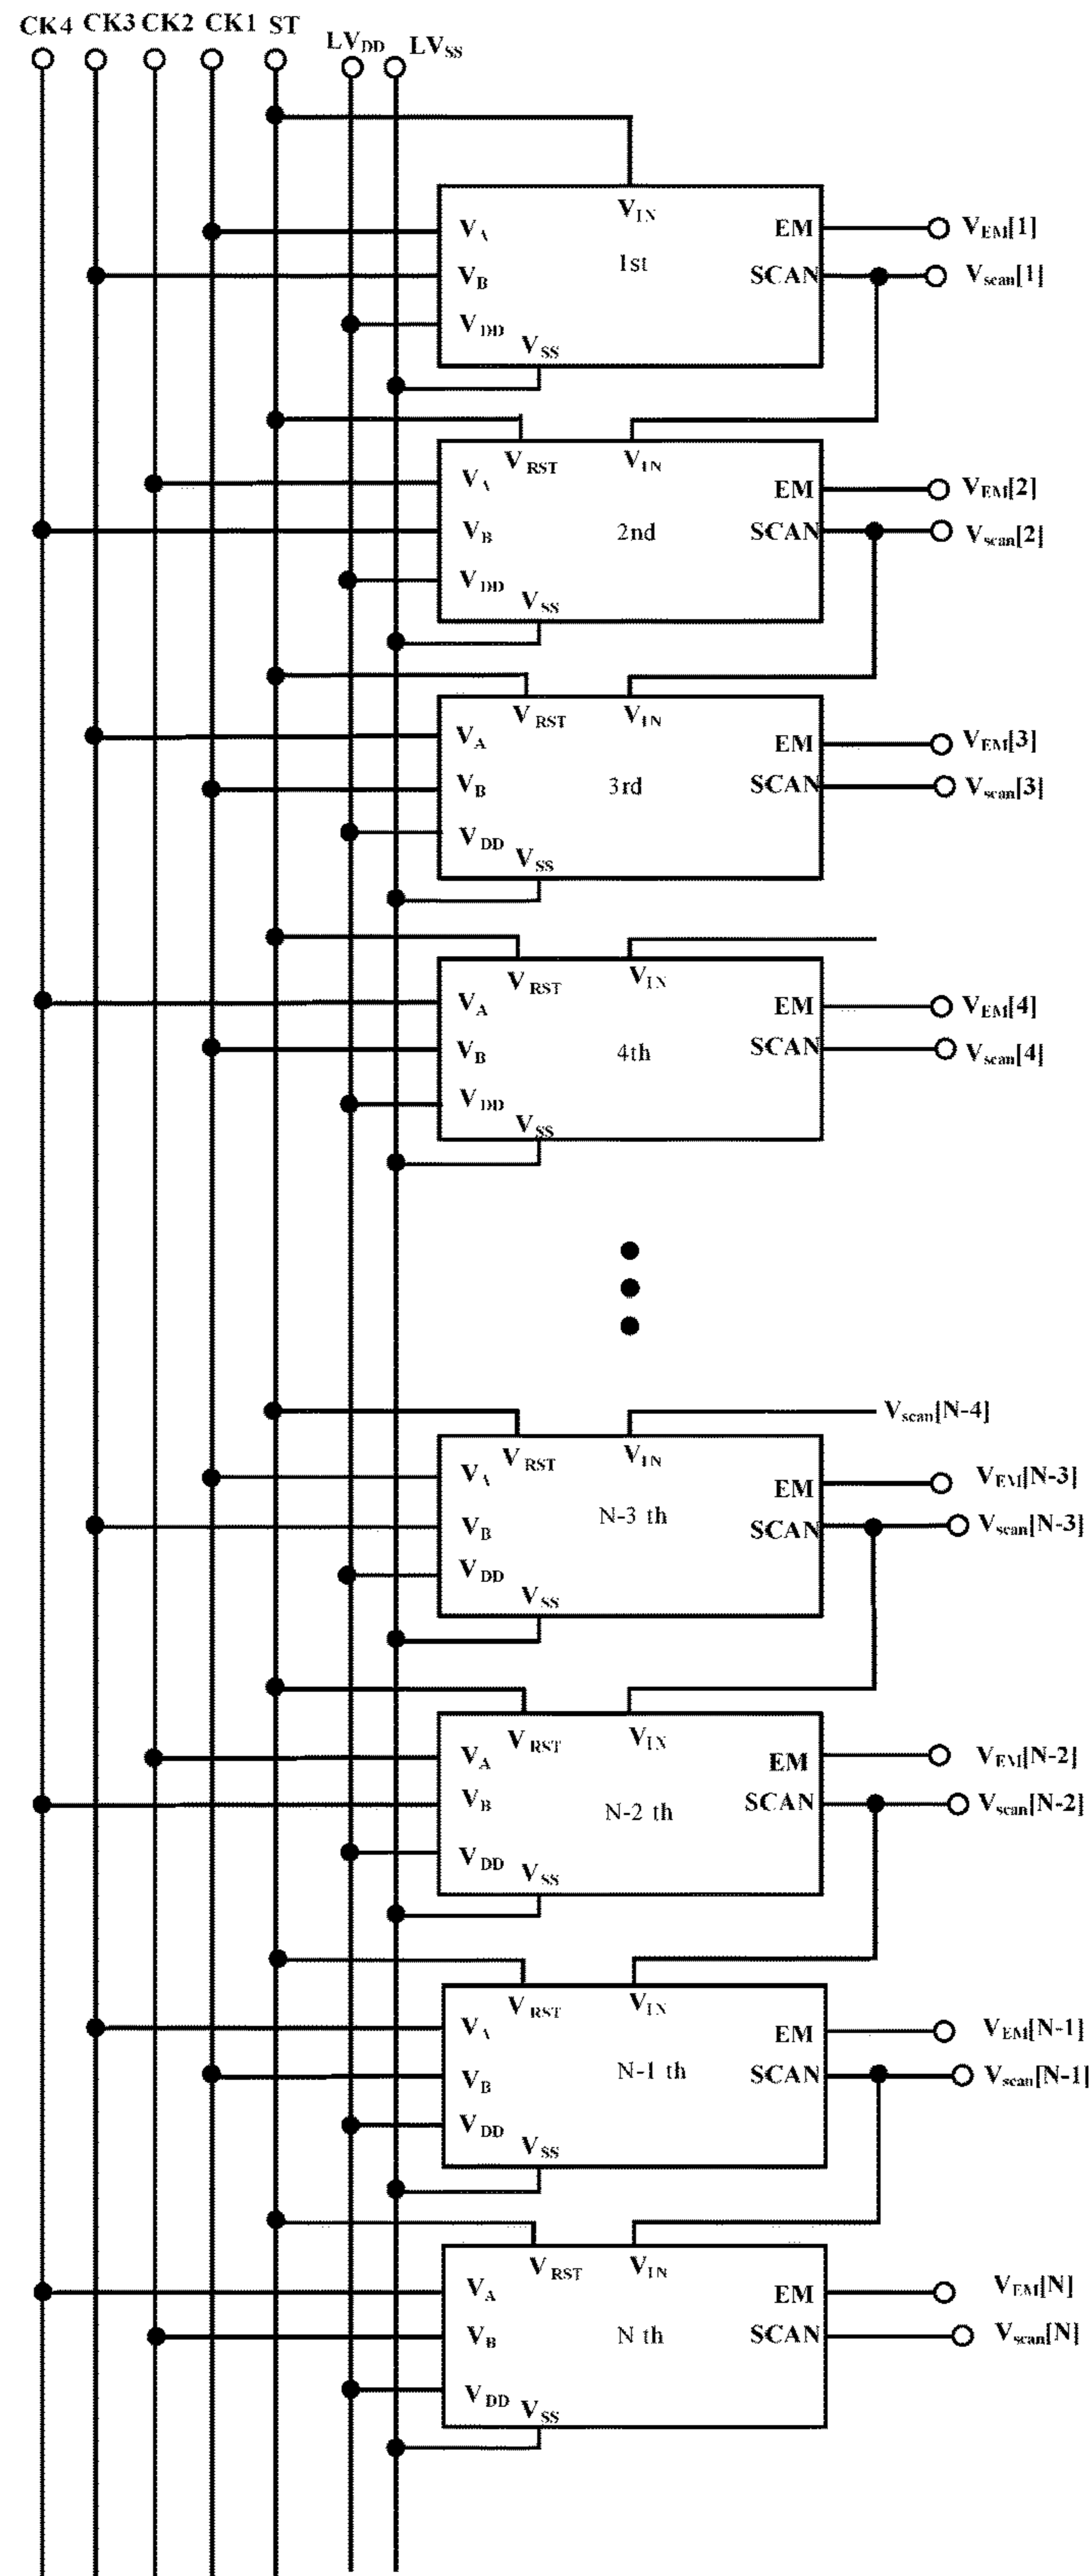 CK4 CK3 CK2 CK1 ST LVDD LVSS
VIN
VA 1st EM VEM[1]
VB SCAN Vscan[1]
VDD
VSS
VRST VIN
VA EM VEM[2]
VB 2nd SCAN Vscan[2]
VDD
VSS
VRST VIN
VA EM VEM[3]
VB 3rd SCAN Vscan[3]
VDD
VSS
VRST VIN
VA EM VEM[4]
VB 4th SCAN Vscan[4]
VDD
VSS
Vscan[N-4]
VRST VIN
VA EM VEM[N-3]
VB N-3 th SCAN Vscan[N-3]
VDD
VSS
VRST VIN
VA EM VEM[N-2]
VB N-2 th SCAN Vscan[N-2]
VDD
VSS
VRST VIN
VA EM VEM[N-1]
VB N-1 th SCAN Vscan[N-1]
VDD
VSS
VRST VIN
VA EM VEM[N]
VB N th SCAN Vscan[N]
VDD
VSS